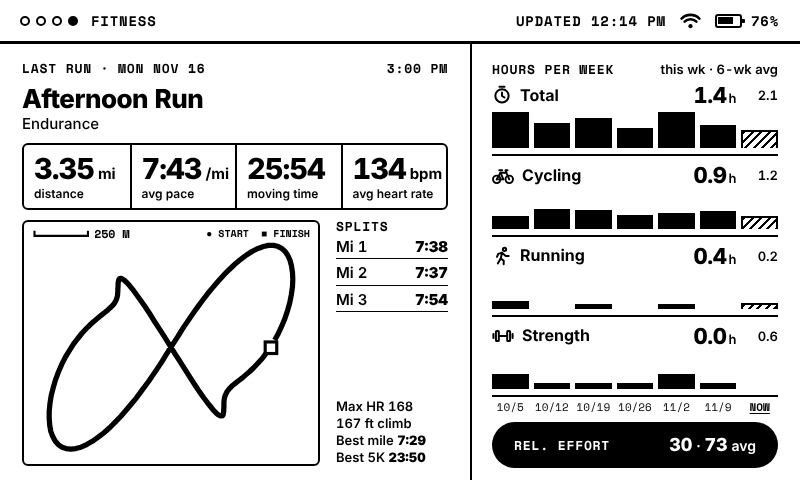 FITNESS
UPDATED 12:14 PM 76%
LAST RUN · MON NOV 16 3:00 PM
Afternoon Run
Endurance
3.35 mi 7:43 /mi 25:54 134 bpm
distance avg pace moving time avg heart rate
250 M ● START ■ FINISH
SPLITS
Mi 1 7:38
Mi 2 7:37
Mi 3 7:54
Max HR 168
167 ft climb
Best mile 7:29
Best 5K 23:50
HOURS PER WEEK this wk · 6-wk avg
Total 1.4h 2.1
Cycling 0.9h 1.2
Running 0.4h 0.2
Strength 0.0h 0.6
10/5 10/12 10/19 10/26 11/2 11/9 NOW
REL. EFFORT 30 · 73 avg